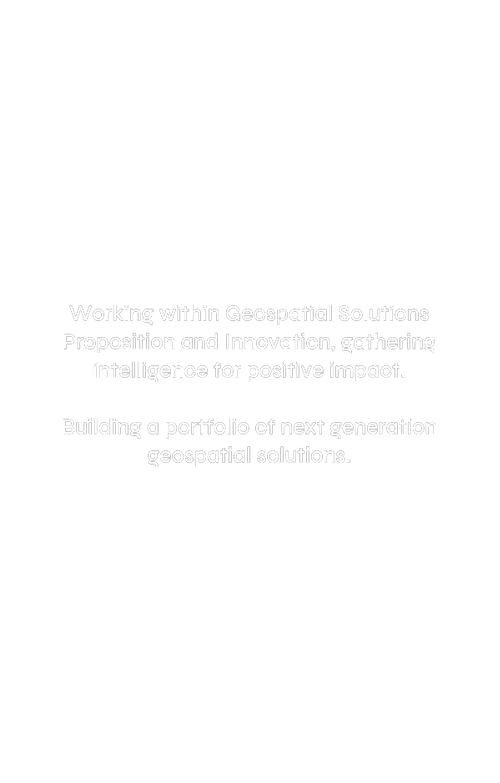 Working within Geospatial Solutions
Proposition and Innovation, gathering
intelligence for positive impact.
Building a portfolio of next generation
geospatial solutions.